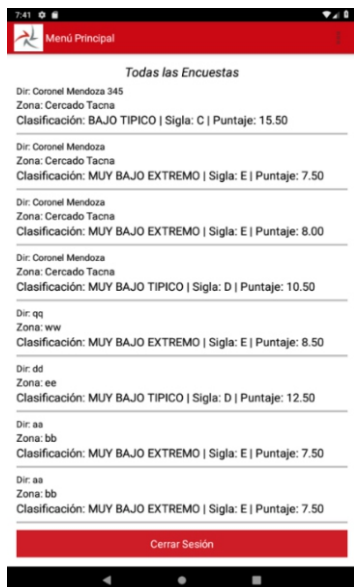 7:41
Menú Principal
Todas las Encuestas
Dir: Coronel Mendoza 345
Zona: Cercado Tacna
Clasificación: BAJO TIPICO | Sigla: C | Puntaje: 15.50
Dir: Coronel Mendoza
Zona: Cercado Tacna
Clasificación: MUY BAJO EXTREMO | Sigla: E | Puntaje: 7.50
Dir: Coronel Mendoza
Zona: Cercado Tacna
Clasificación: MUY BAJO EXTREMO | Sigla: E | Puntaje: 8.00
Dir: Coronel Mendoza
Zona: Cercado Tacna
Clasificación: MUY BAJO TIPICO | Sigla: D | Puntaje: 10.50
Dir: qq
Zona: ww
Clasificación: MUY BAJO EXTREMO | Sigla: E | Puntaje: 8.50
Dir: dd
Zona: ee
Clasificación: MUY BAJO TIPICO | Sigla: D | Puntaje: 12.50
Dir: aa
Zona: bb
Clasificación: MUY BAJO EXTREMO | Sigla: E | Puntaje: 7.50
Dir: aa
Zona: bb
Clasificación: MUY BAJO EXTREMO | Sigla: E | Puntaje: 7.50
Cerrar Sesión